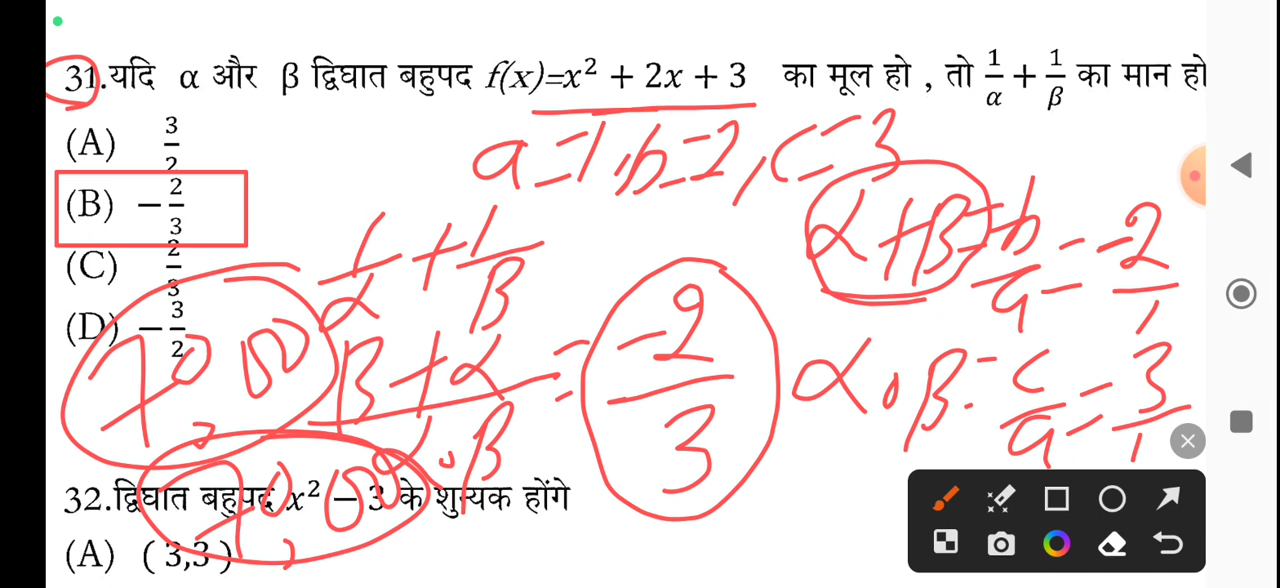 31.यदि α और β द्विघात बहुपद f(x)=x² + 2x + 3 का मूल हो , तो 1/α + 1/β का मान हो
a=1, b=2, c=3
(A) 3/2
(B) − 2/3
(C) 2/3
(D) − 3/2
α+β = -b/a = -2/1
1/α + 1/β
β+α / α·β = -2/3
α·β = c/a = 3/1
32.द्विघात बहुपद x² − 3 के शुन्यक होंगे
(A) ( 3,3 )